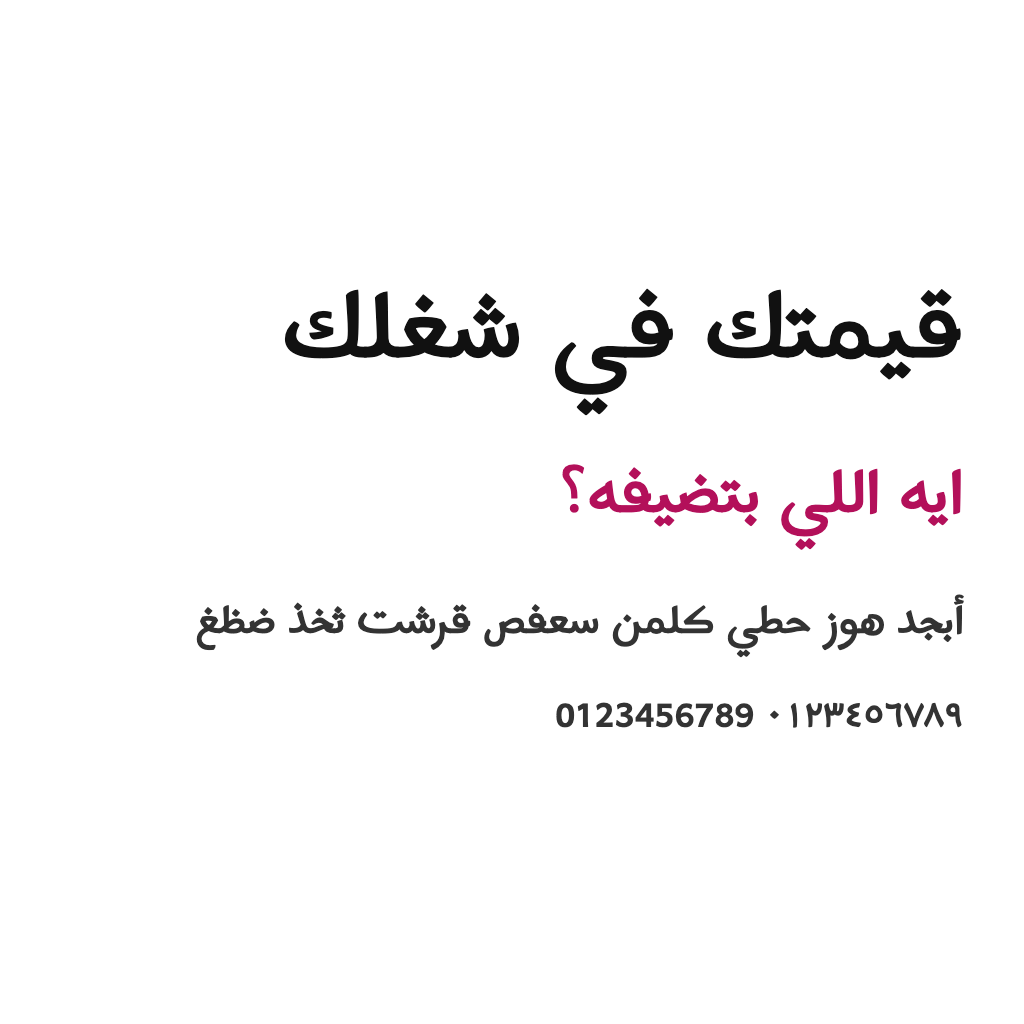 قيمتك في شغلك
ايه اللي بتضيفه؟
أبجد هوز حطي كلمن سعفص قرشت ثخذ ضظغ
٠١٢٣٤٥٦٧٨٩ 0123456789